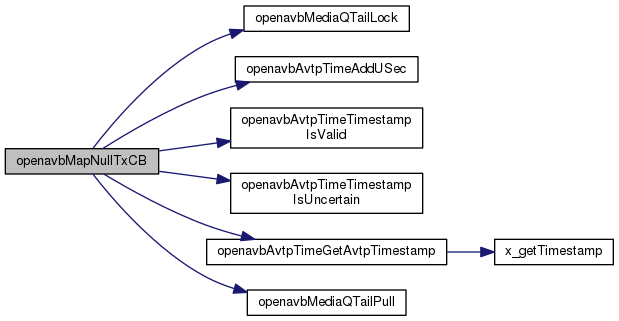 openavbMediaQTailLock
openavbAvtpTimeAddUSec
openavbAvtpTimeTimestamp
IsValid
openavbMapNullTxCB
openavbAvtpTimeTimestamp
IsUncertain
openavbAvtpTimeGetAvtpTimestamp
x_getTimestamp
openavbMediaQTailPull